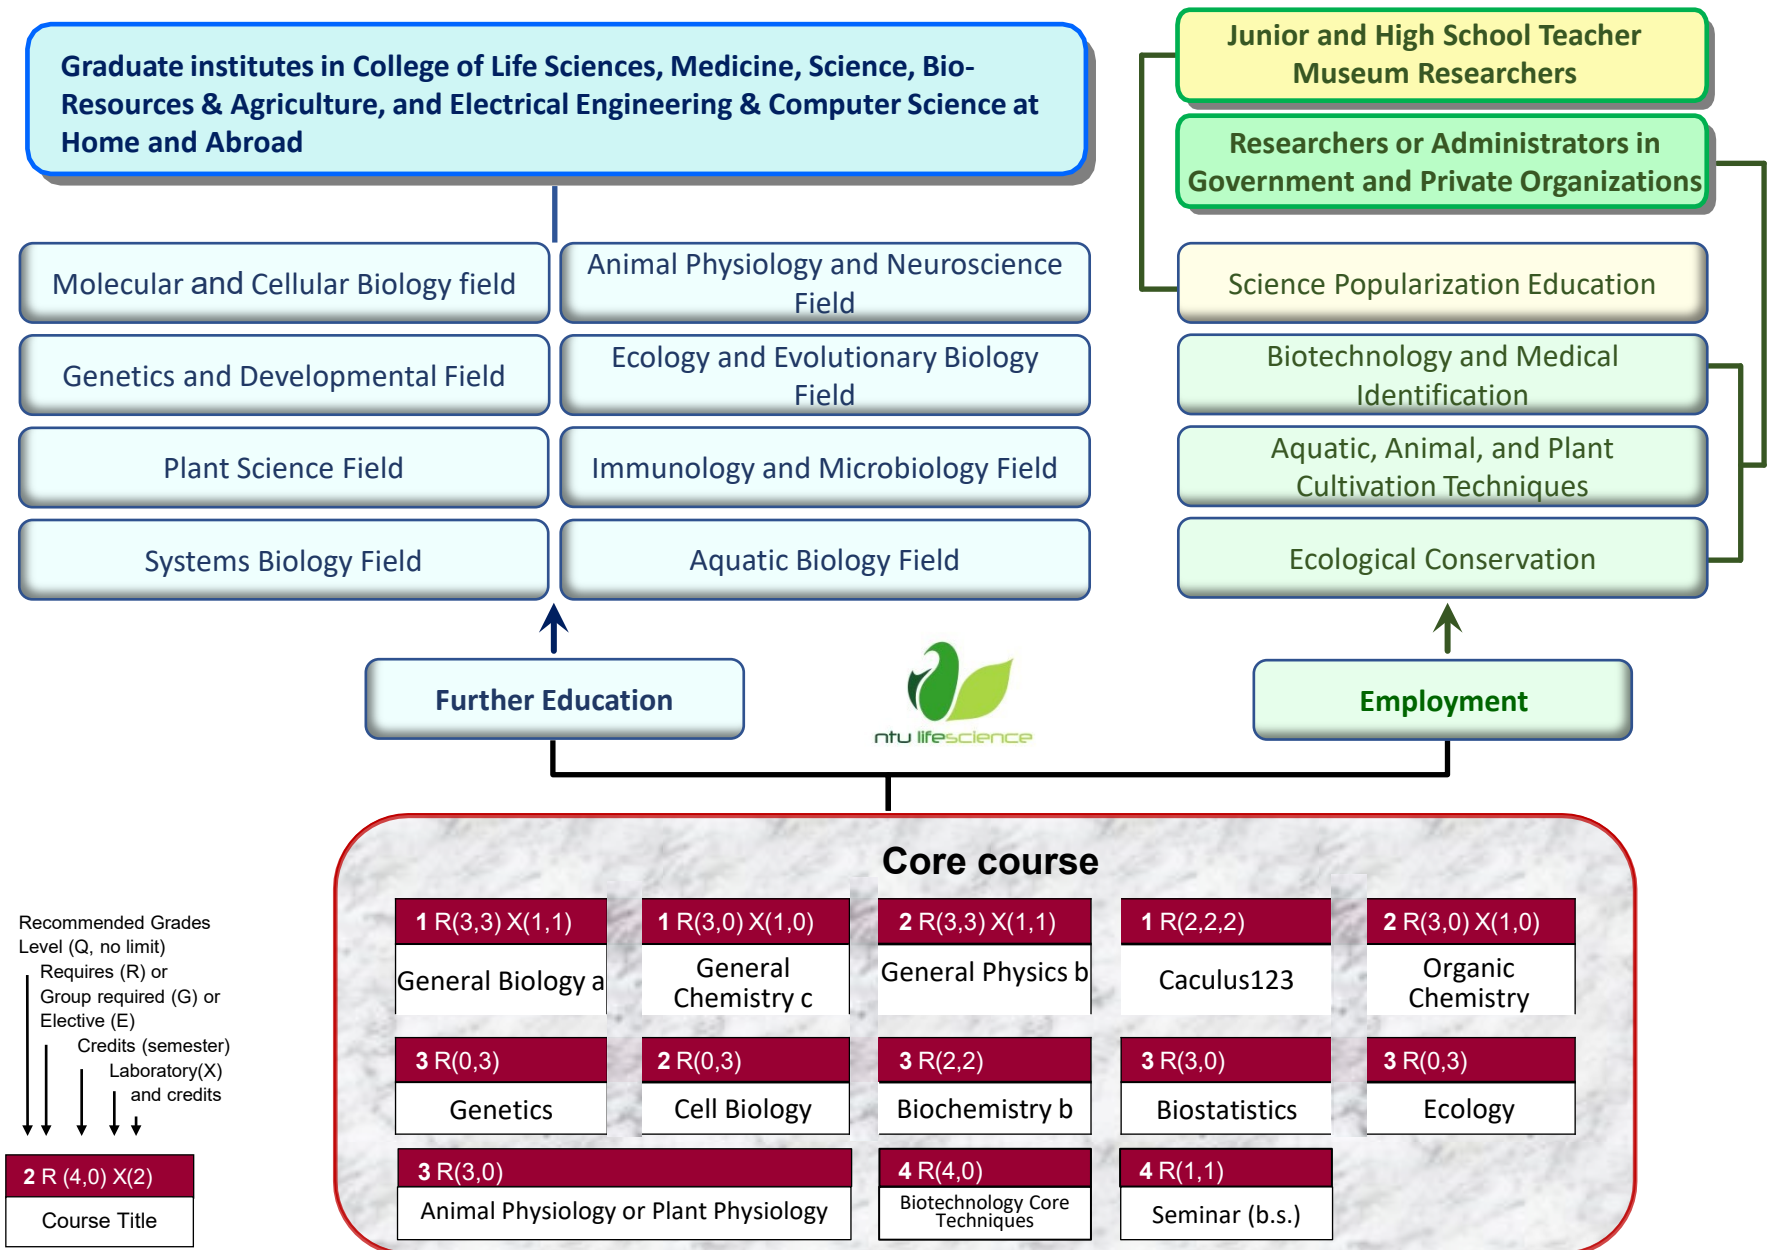 Graduate institutes in College of Life Sciences, Medicine, Science, Bio-
Resources & Agriculture, and Electrical Engineering & Computer Science at
Home and Abroad
Junior and High School Teacher
Museum Researchers
Researchers or Administrators in
Government and Private Organizations
Molecular and Cellular Biology field
Animal Physiology and Neuroscience
Field
Science Popularization Education
Genetics and Developmental Field
Ecology and Evolutionary Biology
Field
Biotechnology and Medical
Identification
Plant Science Field
Immunology and Microbiology Field
Aquatic, Animal, and Plant
Cultivation Techniques
Systems Biology Field
Aquatic Biology Field
Ecological Conservation
Further Education
ntu lifescience
Employment
Core course
1 R(3,3) X(1,1)
General Biology a
1 R(3,0) X(1,0)
General
Chemistry c
2 R(3,3) X(1,1)
General Physics b
1 R(2,2,2)
Caculus123
2 R(3,0) X(1,0)
Organic
Chemistry
3 R(0,3)
Genetics
2 R(0,3)
Cell Biology
3 R(2,2)
Biochemistry b
3 R(3,0)
Biostatistics
3 R(0,3)
Ecology
3 R(3,0)
Animal Physiology or Plant Physiology
4 R(4,0)
Biotechnology Core
Techniques
4 R(1,1)
Seminar (b.s.)
Recommended Grades
Level (Q, no limit)
Requires (R) or
Group required (G) or
Elective (E)
Credits (semester)
Laboratory(X)
and credits
2 R (4,0) X(2)
Course Title